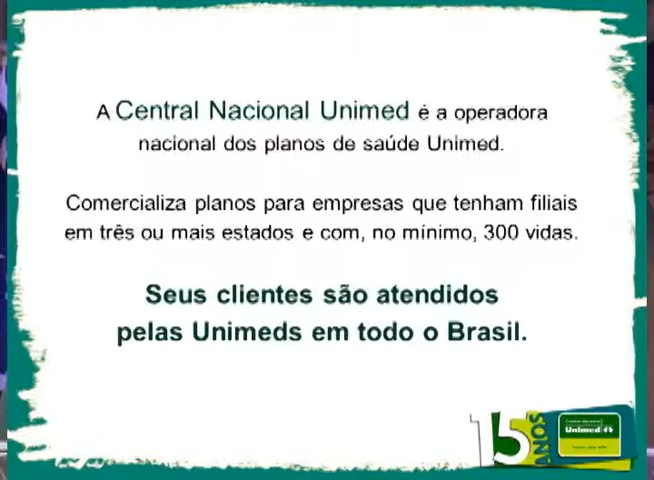 A Central Nacional Unimed é a operadora
nacional dos planos de saúde Unimed.
Comercializa planos para empresas que tenham filiais
em três ou mais estados e com, no mínimo, 300 vidas.
Seus clientes são atendidos
pelas Unimeds em todo o Brasil.
15 ANOS
Unimed